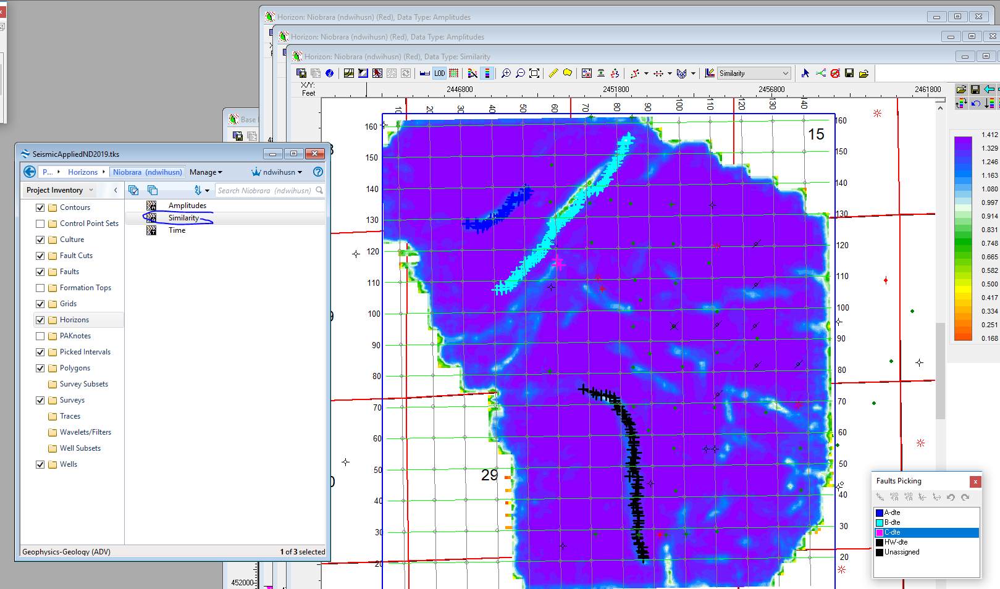 Horizon: Niobrara (ndwihusn) (Red), Data Type: Amplitudes
Horizon: Niobrara (ndwihusn) (Red), Data Type: Amplitudes
Horizon: Niobrara (ndwihusn) (Red), Data Type: Similarity
LOD
Similarity
X/Y:
Feet
2446800 2451800 2456800 2461800
10 20 30 40 50 60 70 80 90 100 110 120 130 140
Base
SeismicAppliedND2019.tks
P... Horizons Niobrara (ndwihusn) Manage ndwihusn
Project Inventory
Search Niobrara (ndwihusn)
Contours
Control Point Sets
Culture
Fault Cuts
Faults
Formation Tops
Grids
Horizons
PAKnotes
Picked Intervals
Polygons
Survey Subsets
Surveys
Traces
Wavelets/Filters
Well Subsets
Wells
Amplitudes
Similarity
Time
Geophysics-Geology (ADV)
1 of 3 selected
452000
160
150
140
130
120
110
100
90
80
70
60
50
40
30
20
15
29
160
150
140
130
120
110
100
90
80
70
60
50
40
30
20
1.412
1.329
1.246
1.163
1.080
0.997
0.914
0.831
0.748
0.665
0.582
0.500
0.417
0.334
0.251
0.168
Faults Picking
A-dte
B-dte
C-dte
HW-dte
Unassigned